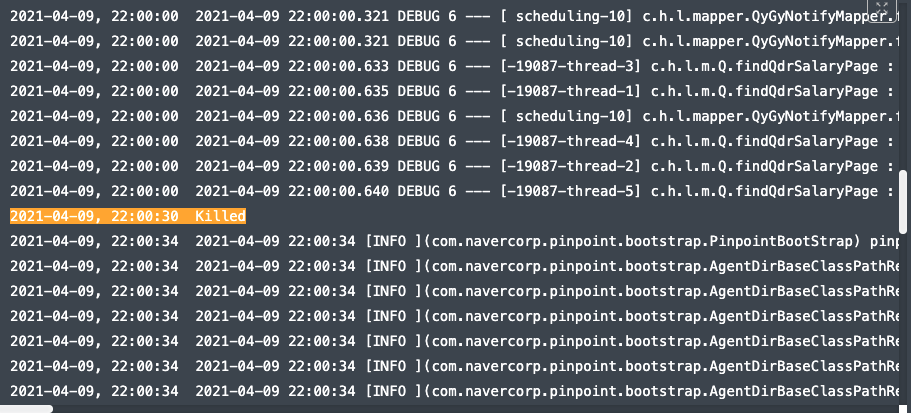 2021-04-09, 22:00:00 2021-04-09 22:00:00.321 DEBUG 6 --- [ scheduling-10] c.h.l.mapper.QyGyNotifyMapper.
2021-04-09, 22:00:00 2021-04-09 22:00:00.321 DEBUG 6 --- [ scheduling-10] c.h.l.mapper.QyGyNotifyMapper.f
2021-04-09, 22:00:00 2021-04-09 22:00:00.633 DEBUG 6 --- [-19087-thread-3] c.h.l.m.Q.findQdrSalaryPage :
2021-04-09, 22:00:00 2021-04-09 22:00:00.635 DEBUG 6 --- [-19087-thread-1] c.h.l.m.Q.findQdrSalaryPage :
2021-04-09, 22:00:00 2021-04-09 22:00:00.636 DEBUG 6 --- [ scheduling-10] c.h.l.mapper.QyGyNotifyMapper.f
2021-04-09, 22:00:00 2021-04-09 22:00:00.638 DEBUG 6 --- [-19087-thread-4] c.h.l.m.Q.findQdrSalaryPage :
2021-04-09, 22:00:00 2021-04-09 22:00:00.639 DEBUG 6 --- [-19087-thread-2] c.h.l.m.Q.findQdrSalaryPage :
2021-04-09, 22:00:00 2021-04-09 22:00:00.640 DEBUG 6 --- [-19087-thread-5] c.h.l.m.Q.findQdrSalaryPage :
2021-04-09, 22:00:30 Killed
2021-04-09, 22:00:34 2021-04-09 22:00:34 [INFO ](com.navercorp.pinpoint.bootstrap.PinpointBootStrap) pinp
2021-04-09, 22:00:34 2021-04-09 22:00:34 [INFO ](com.navercorp.pinpoint.bootstrap.AgentDirBaseClassPathRe
2021-04-09, 22:00:34 2021-04-09 22:00:34 [INFO ](com.navercorp.pinpoint.bootstrap.AgentDirBaseClassPathRe
2021-04-09, 22:00:34 2021-04-09 22:00:34 [INFO ](com.navercorp.pinpoint.bootstrap.AgentDirBaseClassPathRe
2021-04-09, 22:00:34 2021-04-09 22:00:34 [INFO ](com.navercorp.pinpoint.bootstrap.AgentDirBaseClassPathRe
2021-04-09, 22:00:34 2021-04-09 22:00:34 [INFO ](com.navercorp.pinpoint.bootstrap.AgentDirBaseClassPathRe
2021-04-09, 22:00:34 2021-04-09 22:00:34 [INFO ](com.navercorp.pinpoint.bootstrap.AgentDirBaseClassPathRe